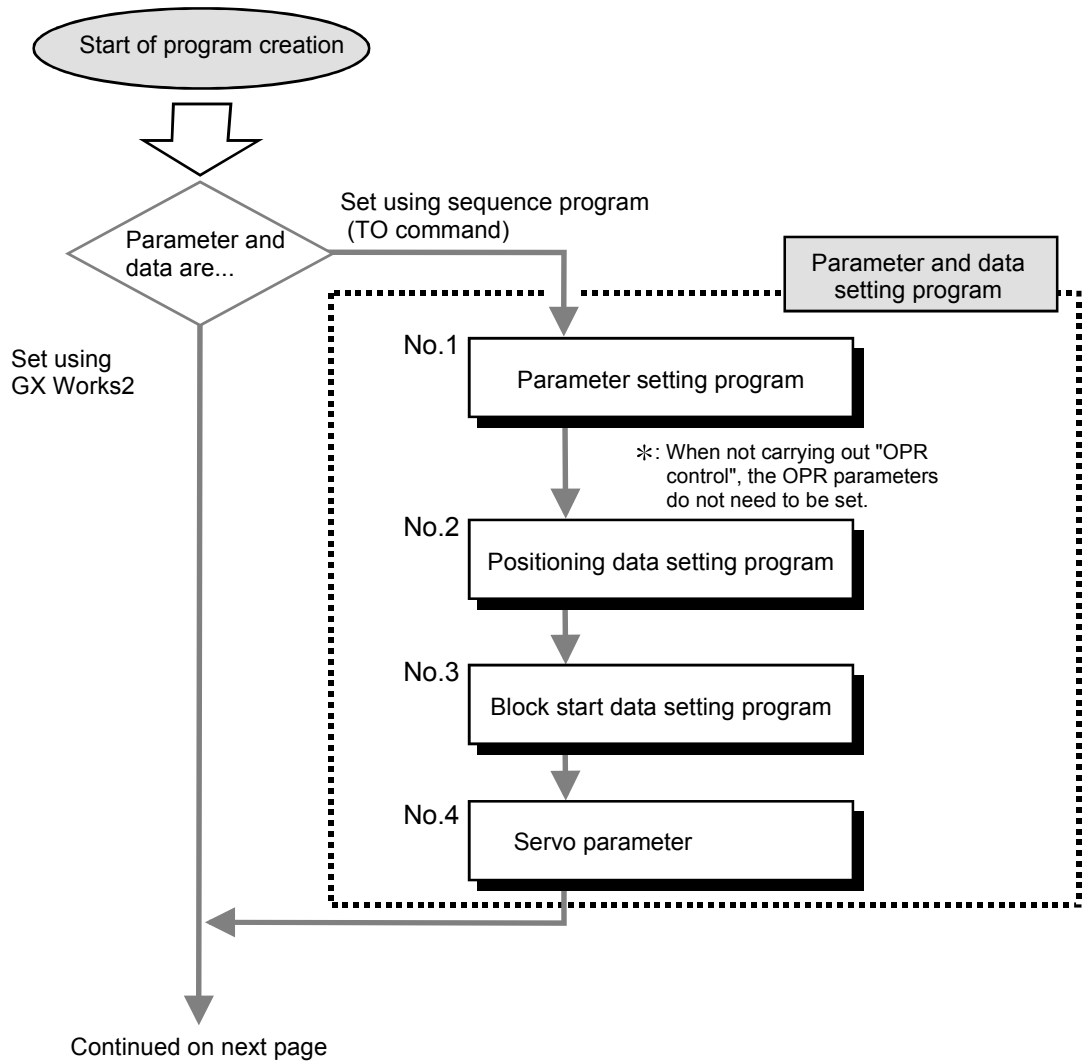 Start of program creation
Set using sequence program
(TO command)
Parameter and
data are...
Parameter and data
setting program
Set using
GX Works2
No.1
Parameter setting program
*: When not carrying out "OPR
control", the OPR parameters
do not need to be set.
No.2
Positioning data setting program
No.3
Block start data setting program
No.4
Servo parameter
Continued on next page